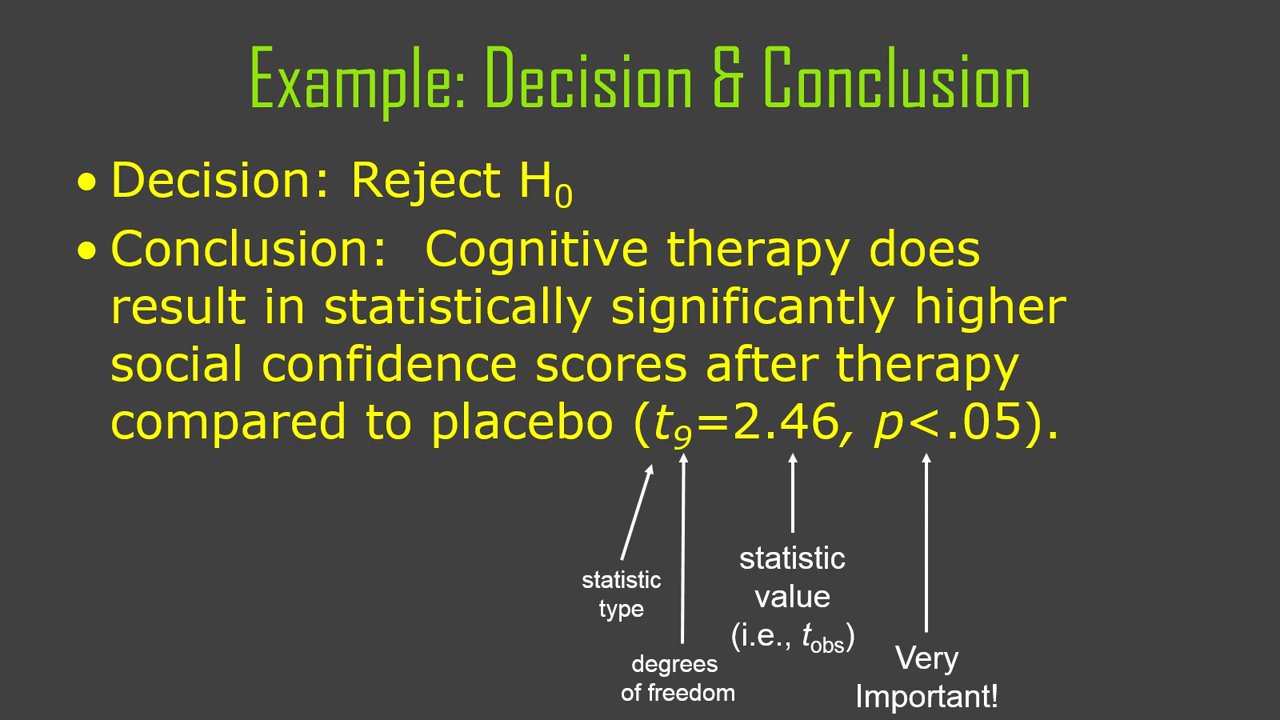 Example: Decision & Conclusion
• Decision: Reject H₀
• Conclusion: Cognitive therapy does
result in statistically significantly higher
social confidence scores after therapy
compared to placebo (t₉=2.46, p<.05).
statistic
type
degrees
of freedom
statistic
value
(i.e., tobs)
Very
Important!